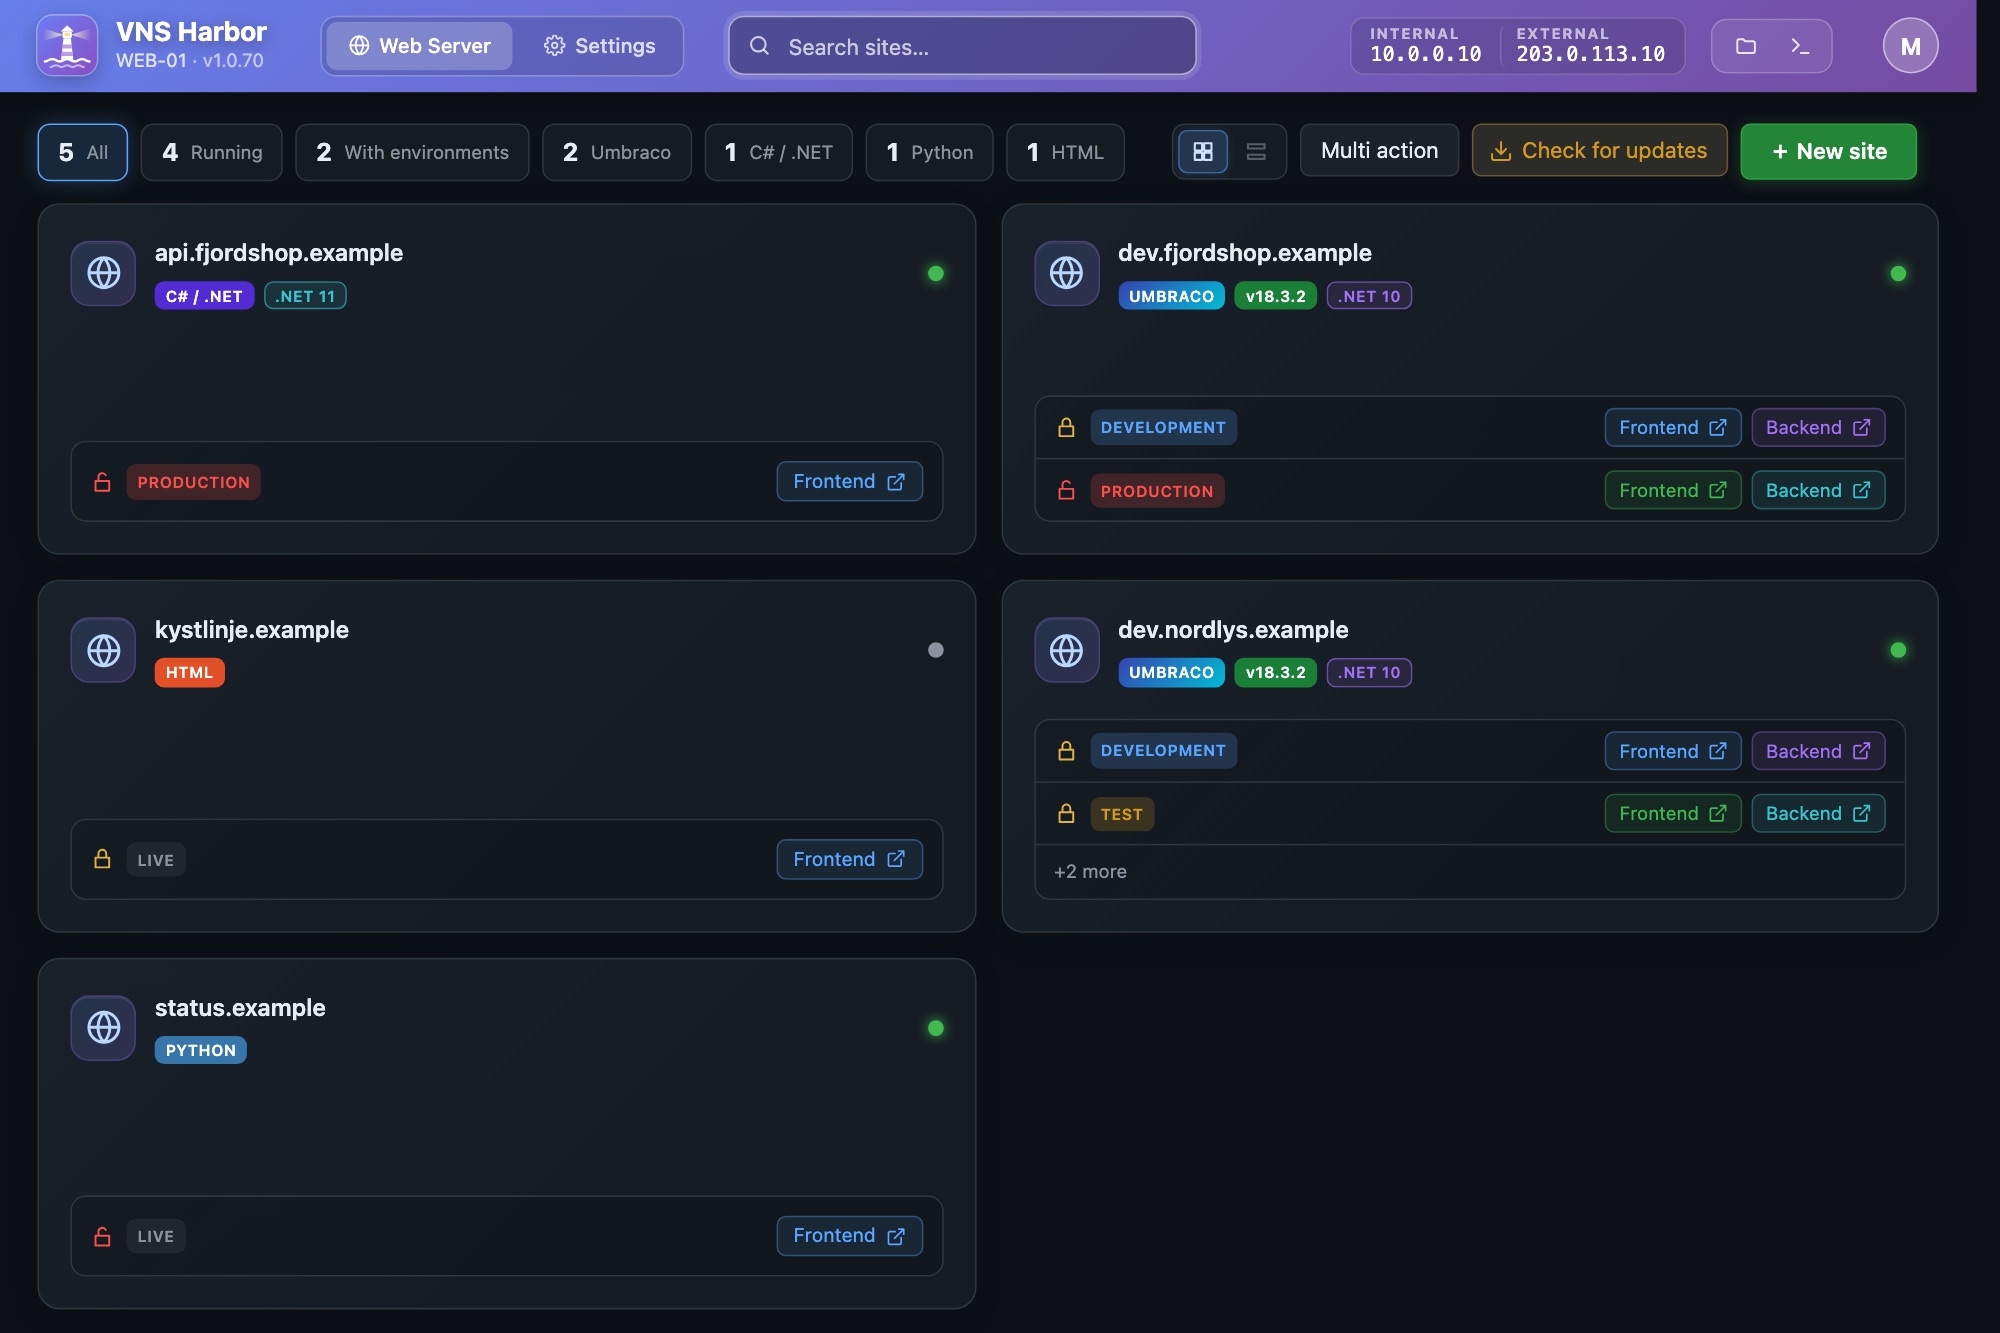 VNS Harbor
WEB-01 · v1.0.70
Web Server
Settings
Search sites...
INTERNAL
10.0.0.10
EXTERNAL
203.0.113.10
M
5 All
4 Running
2 With environments
2 Umbraco
1 C# / .NET
1 Python
1 HTML
Multi action
Check for updates
+ New site
api.fjordshop.example
C# / .NET
.NET 11
PRODUCTION
Frontend
dev.fjordshop.example
UMBRACO
v18.3.2
.NET 10
DEVELOPMENT
Frontend
Backend
PRODUCTION
Frontend
Backend
kystlinje.example
HTML
LIVE
Frontend
dev.nordlys.example
UMBRACO
v18.3.2
.NET 10
DEVELOPMENT
Frontend
Backend
TEST
Frontend
Backend
+2 more
status.example
PYTHON
LIVE
Frontend